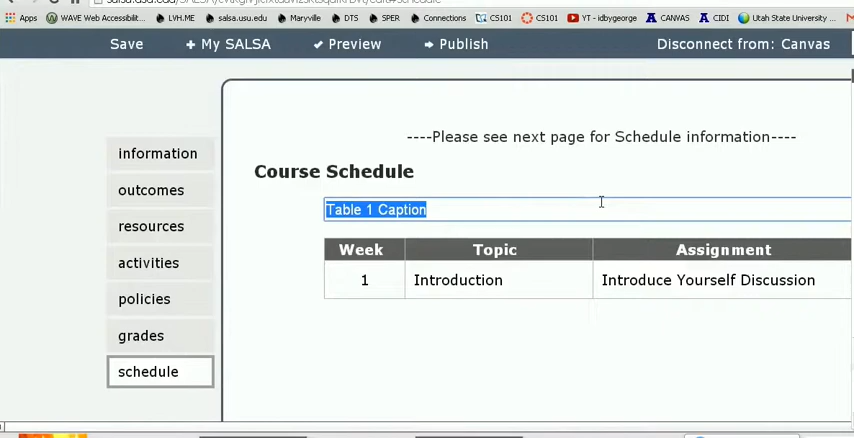 Apps WAVE Web Accessibilit... LVH.ME salsa.usu.edu Maryville DTS SPER Connections CS101 CS101 YT - idbygeorge CANVAS CIDI Utah State University ...
Save + My SALSA ✓ Preview → Publish Disconnect from: Canvas
----Please see next page for Schedule information----
information
Course Schedule
outcomes
Table 1 Caption
resources
Week Topic Assignment
activities
1 Introduction Introduce Yourself Discussion
policies
grades
schedule